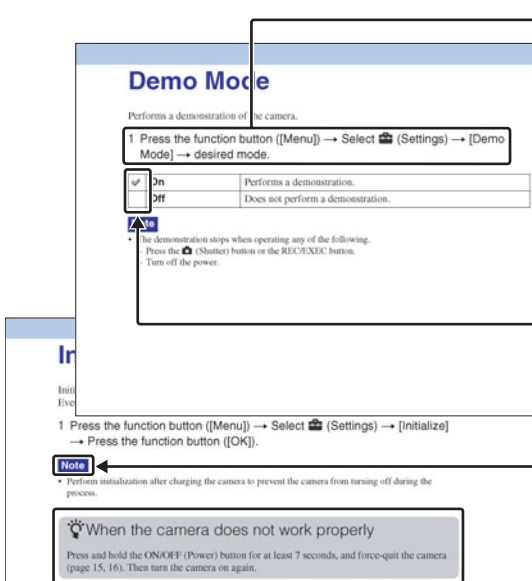 Demo Mode
Performs a demonstration of the camera.
1 Press the function button ([Menu]) → Select (Settings) → [Demo
Mode] → desired mode.
On Performs a demonstration.
Off Does not perform a demonstration.
Note
• The demonstration stops when operating any of the following.
- Press the (Shutter) button or the REC/EXEC button.
- Turn off the power.
In
Initi
Eve
1 Press the function button ([Menu]) → Select (Settings) → [Initialize]
→ Press the function button ([OK]).
Note
• Perform initialization after charging the camera to prevent the camera from turning off during the
process.
When the camera does not work properly
Press and hold the ON/OFF (Power) button for at least 7 seconds, and force-quit the camera
(page 15, 16). Then turn the camera on again.